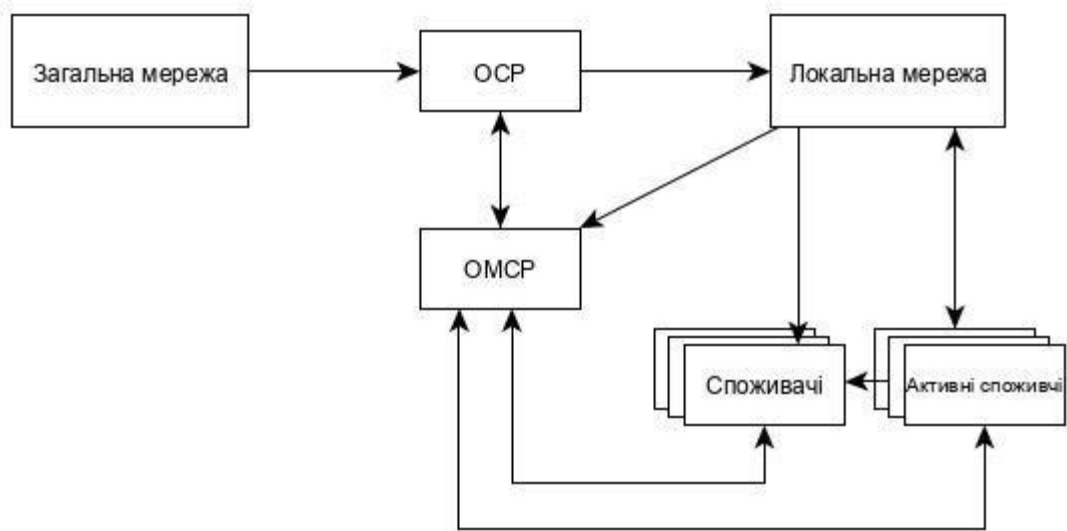 Загальна мережа
ОСР
Локальна мережа
ОМСР
Споживачі
Активні споживчі